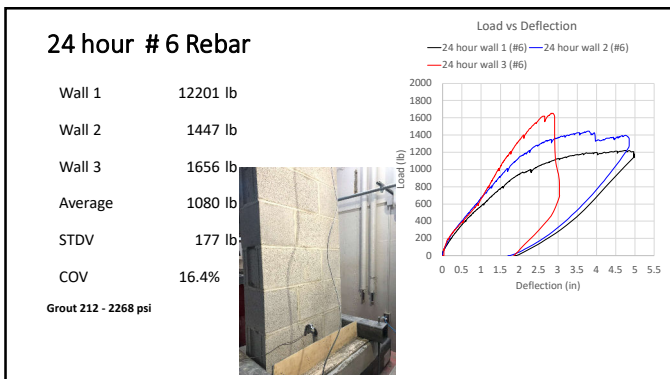 24 hour # 6 Rebar
Wall 1 12201 lb
Wall 2 1447 lb
Wall 3 1656 lb
Average 1080 lb
STDV 177 lb
COV 16.4%
Grout 212 - 2268 psi
Load vs Deflection
24 hour wall 1 (#6) 24 hour wall 2 (#6)
24 hour wall 3 (#6)
Load (lb)
2000
1800
1600
1400
1200
1000
800
600
400
200
0
0 0.5 1 1.5 2 2.5 3 3.5 4 4.5 5 5.5
Deflection (in)